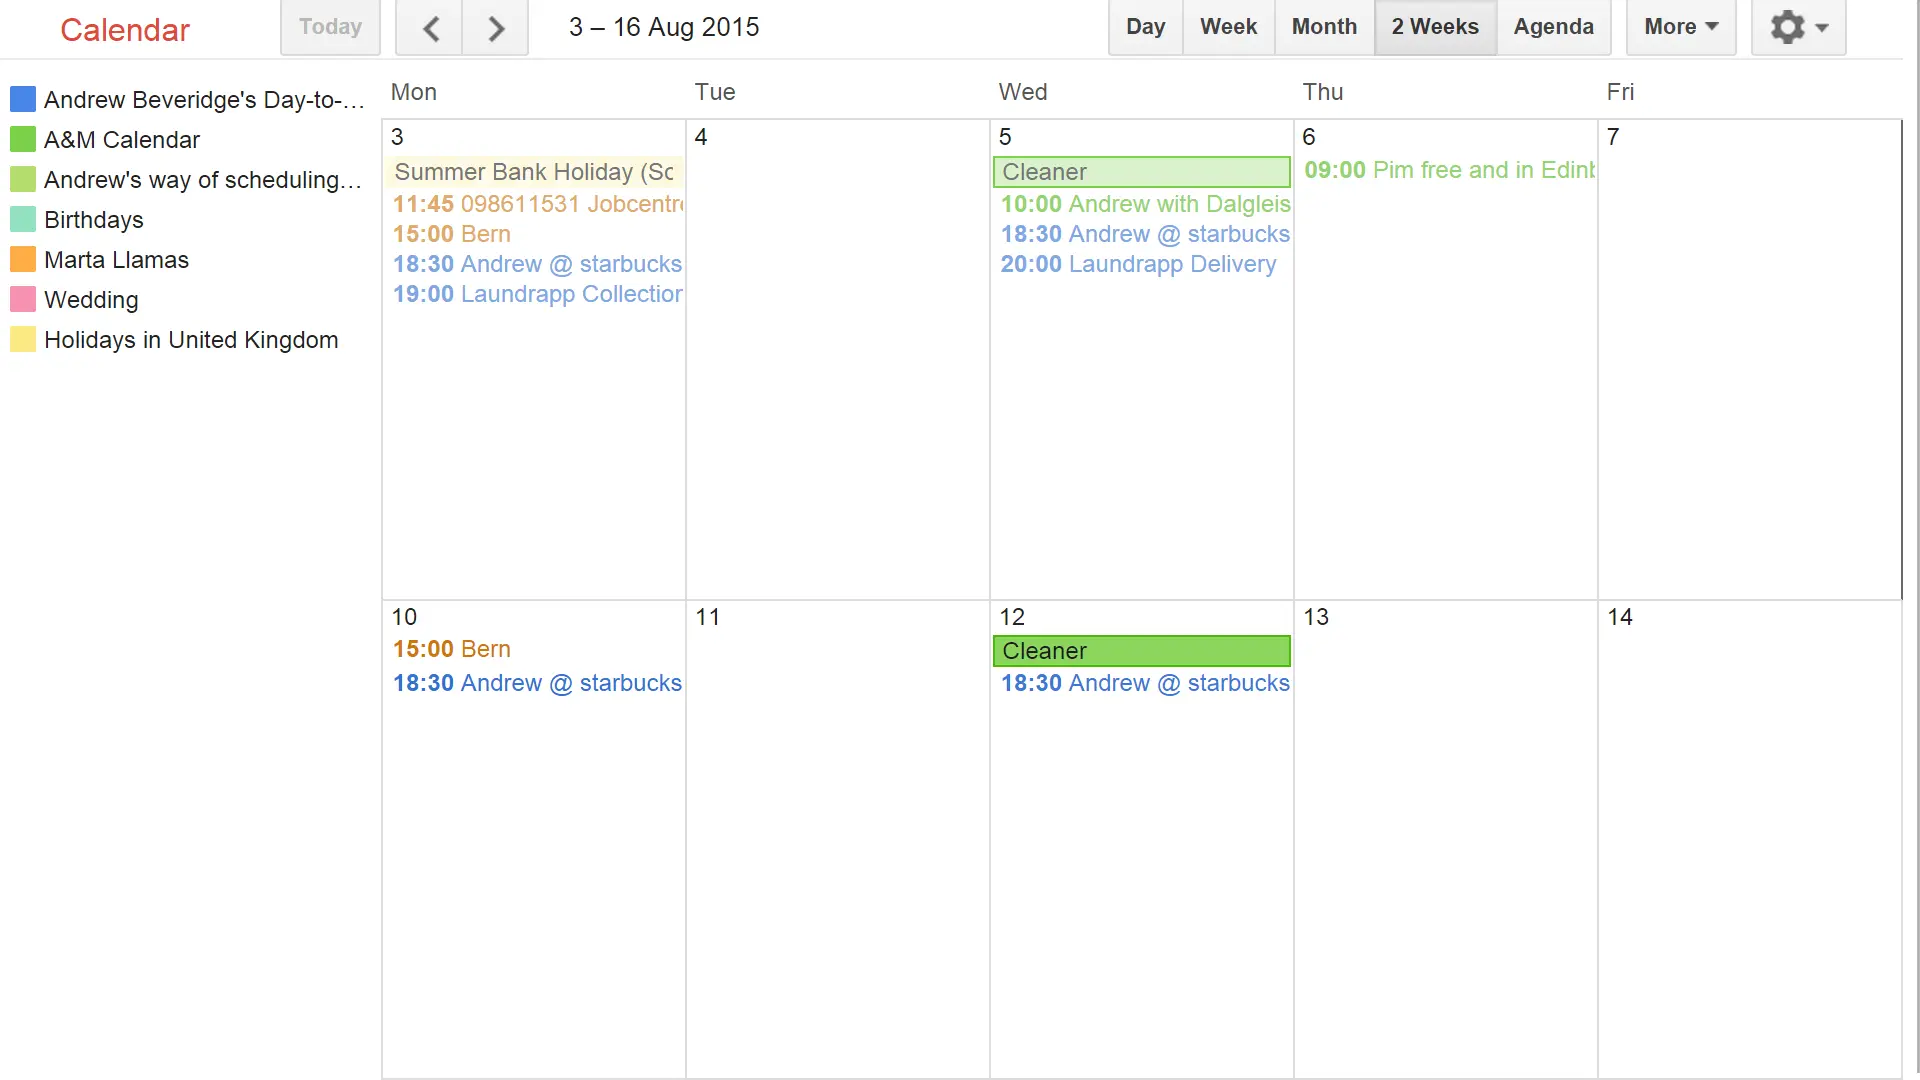 Calendar
Today
3 – 16 Aug 2015
Day
Week
Month
2 Weeks
Agenda
More
Andrew Beveridge's Day-to-...
A&M Calendar
Andrew's way of scheduling...
Birthdays
Marta Llamas
Wedding
Holidays in United Kingdom
Mon
Tue
Wed
Thu
Fri
3
Summer Bank Holiday (Sc
11:45 098611531 Jobcentre
15:00 Bern
18:30 Andrew @ starbucks
19:00 Laundrapp Collection
4
5
Cleaner
10:00 Andrew with Dalgleis
18:30 Andrew @ starbucks
20:00 Laundrapp Delivery
6
09:00 Pim free and in Edinb
7
10
15:00 Bern
18:30 Andrew @ starbucks
11
12
Cleaner
18:30 Andrew @ starbucks
13
14